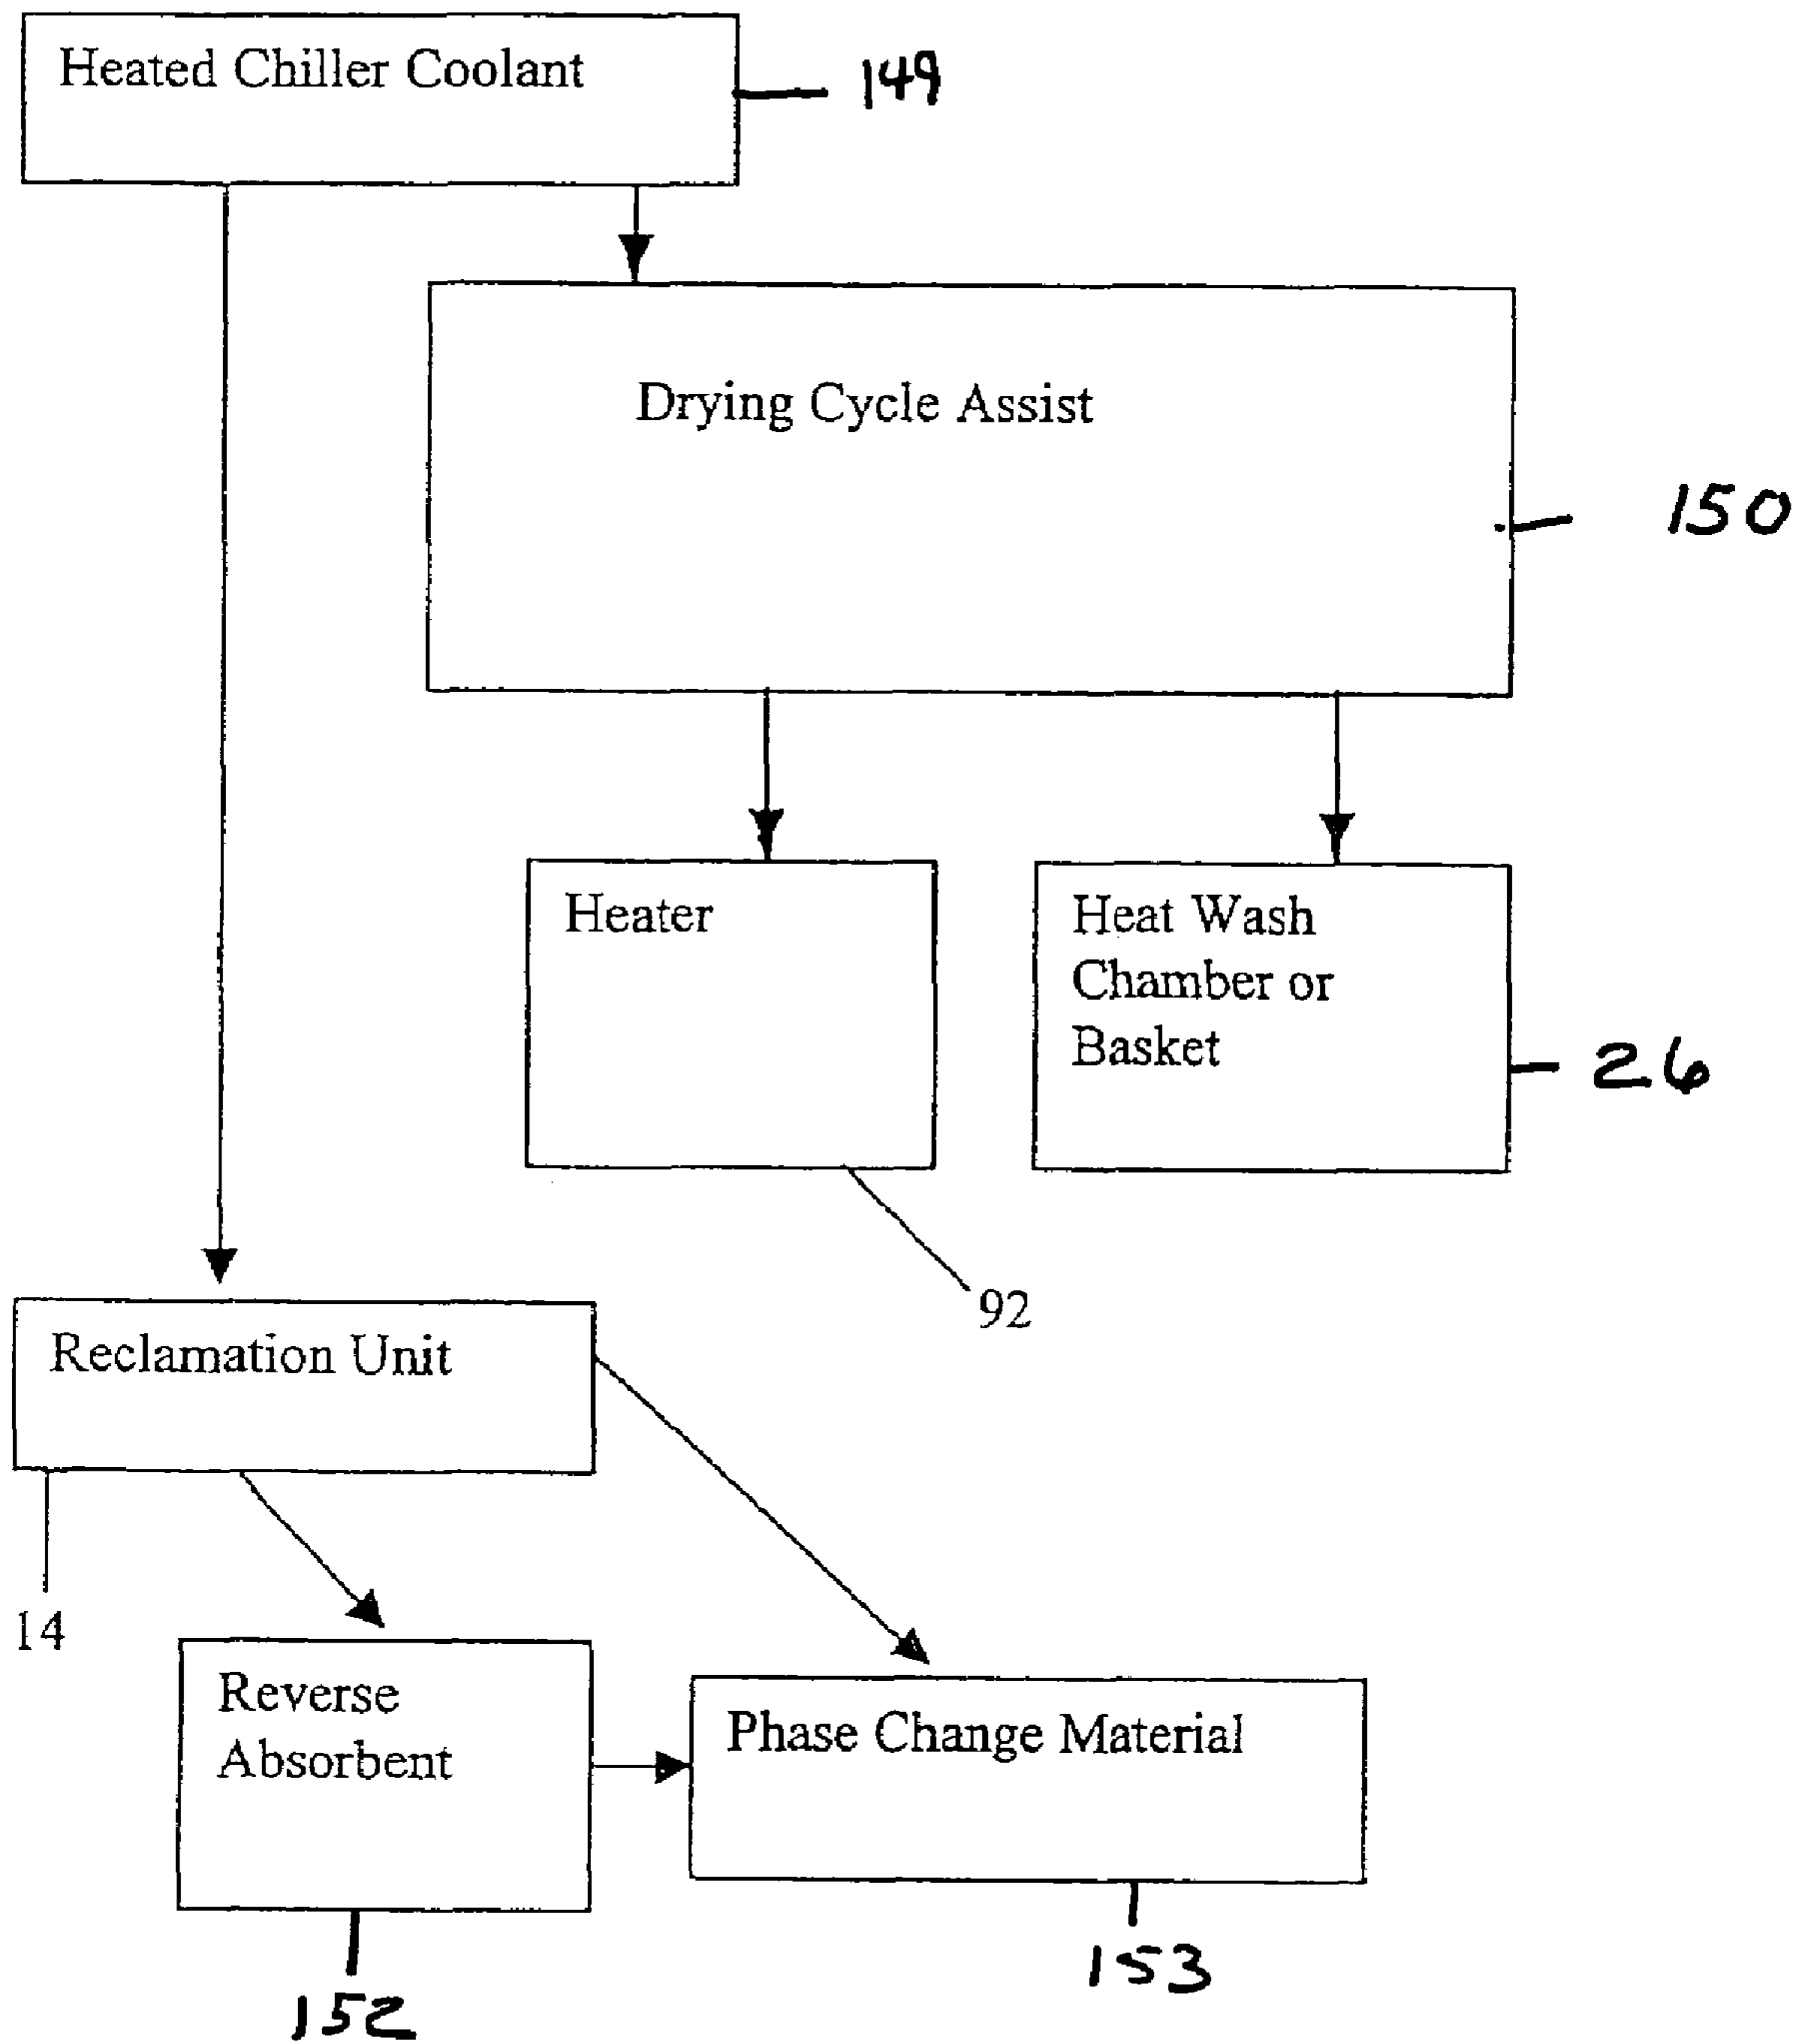 Heated Chiller Coolant
149
Drying Cycle Assist
150
Heater
Heat Wash
Chamber or
Basket
26
92
Reclamation Unit
14
Reverse
Absorbent
Phase Change Material
153
152